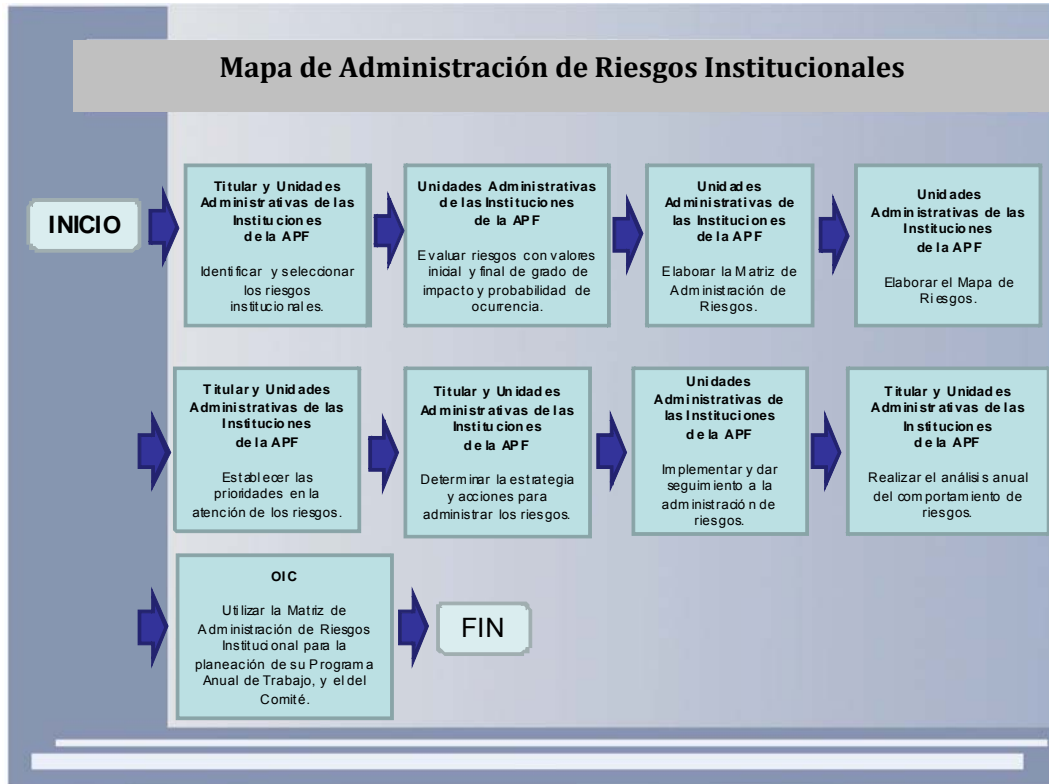 Mapa de Administración de Riesgos Institucionales
INICIO
Titular y Unidades
Administrativas de las
Instituciones
de la APF
Identificar y seleccionar
los riesgos
institucionales.
Unidades Administrativas
de las Instituciones
de la APF
Evaluar riesgos con valores
inicial y final de grado de
impacto y probabilidad de
ocurrencia.
Unidades
Administrativas de
las Instituciones
de la APF
Elaborar la Matriz de
Administración de
Riesgos.
Unidades
Administrativas de las
Instituciones
de la APF
Elaborar el Mapa de
Riesgos.
Titular y Unidades
Administrativas de las
Instituciones
de la APF
Establecer las
prioridades en la
atención de los riesgos.
Titular y Unidades
Administrativas de las
Instituciones
de la APF
Determinar la estrategia
y acciones para
administrar los riesgos.
Unidades
Administrativas de
las Instituciones
de la APF
Implementar y dar
seguimiento a la
administración de
riesgos.
Titular y Unidades
Administrativas de las
Instituciones
de la APF
Realizar el análisis anual
del comportamiento de
riesgos.
OIC
Utilizar la Matriz de
Administración de Riesgos
Institucional para la
planeación de su Programa
Anual de Trabajo, y el del
Comité.
FIN